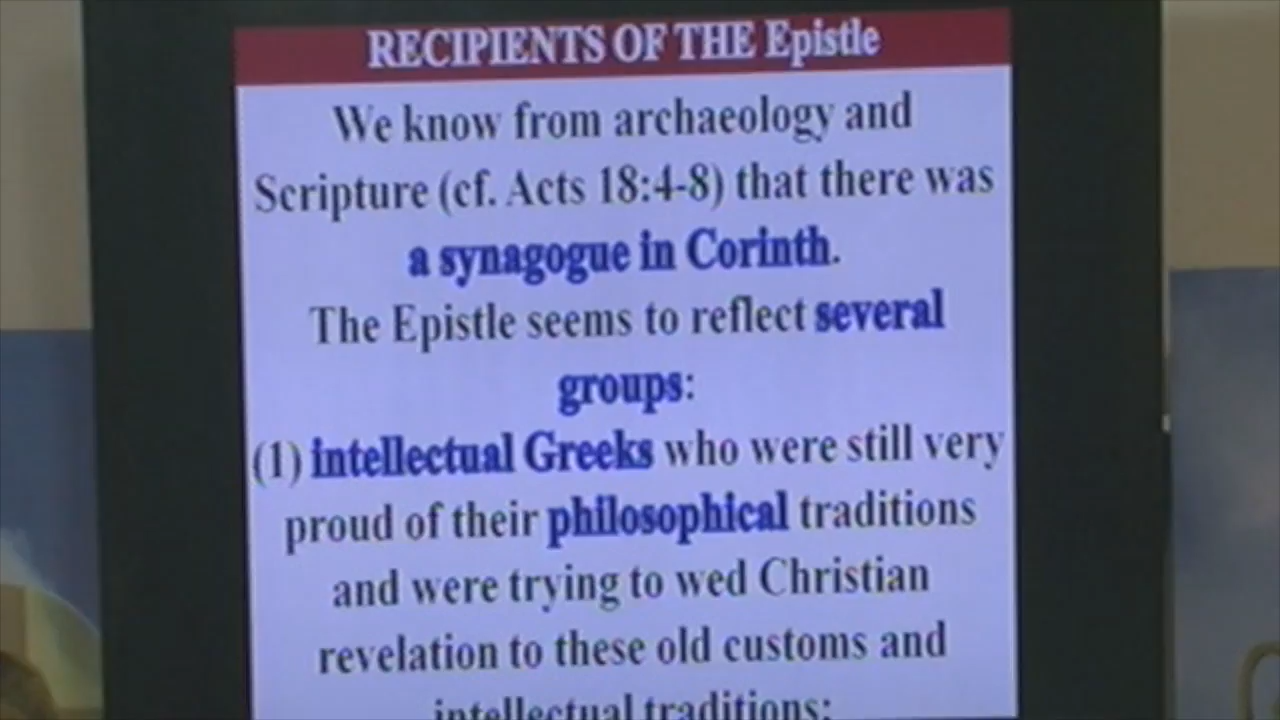 RECIPIENTS OF THE Epistle
We know from archaeology and
Scripture (cf. Acts 18:4-8) that there was
a synagogue in Corinth.
The Epistle seems to reflect several
groups:
(1) intellectual Greeks who were still very
proud of their philosophical traditions
and were trying to wed Christian
revelation to these old customs and
intellectual traditions;